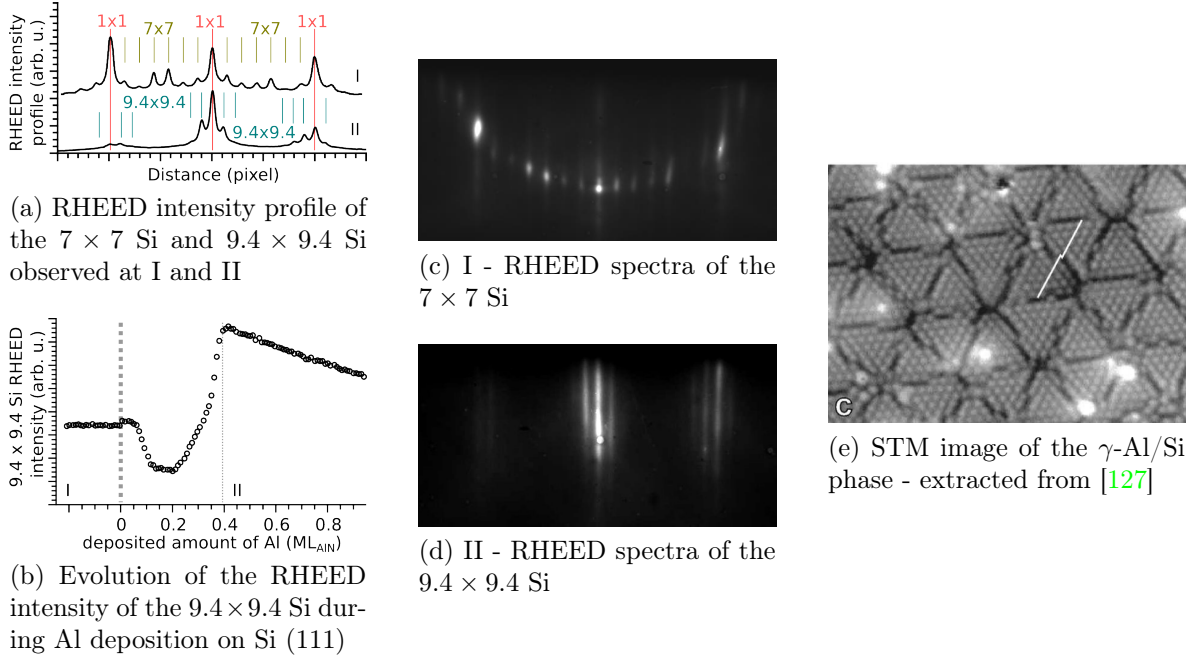 1x1
7x7
1x1
7x7
1x1
RHEED intensity
profile (arb. u.)
I
9.4x9.4
9.4x9.4
II
Distance (pixel)
(a) RHEED intensity profile of
the 7 × 7 Si and 9.4 × 9.4 Si
observed at I and II
9.4 x 9.4 Si RHEED
intensity (arb. u.)
I
II
0 0.2 0.4 0.6 0.8
deposited amount of Al (ML_AlN)
(b) Evolution of the RHEED
intensity of the 9.4×9.4 Si dur-
ing Al deposition on Si (111)
(c) I - RHEED spectra of the
7 × 7 Si
(d) II - RHEED spectra of the
9.4 × 9.4 Si
C
(e) STM image of the γ-Al/Si
phase - extracted from [127]